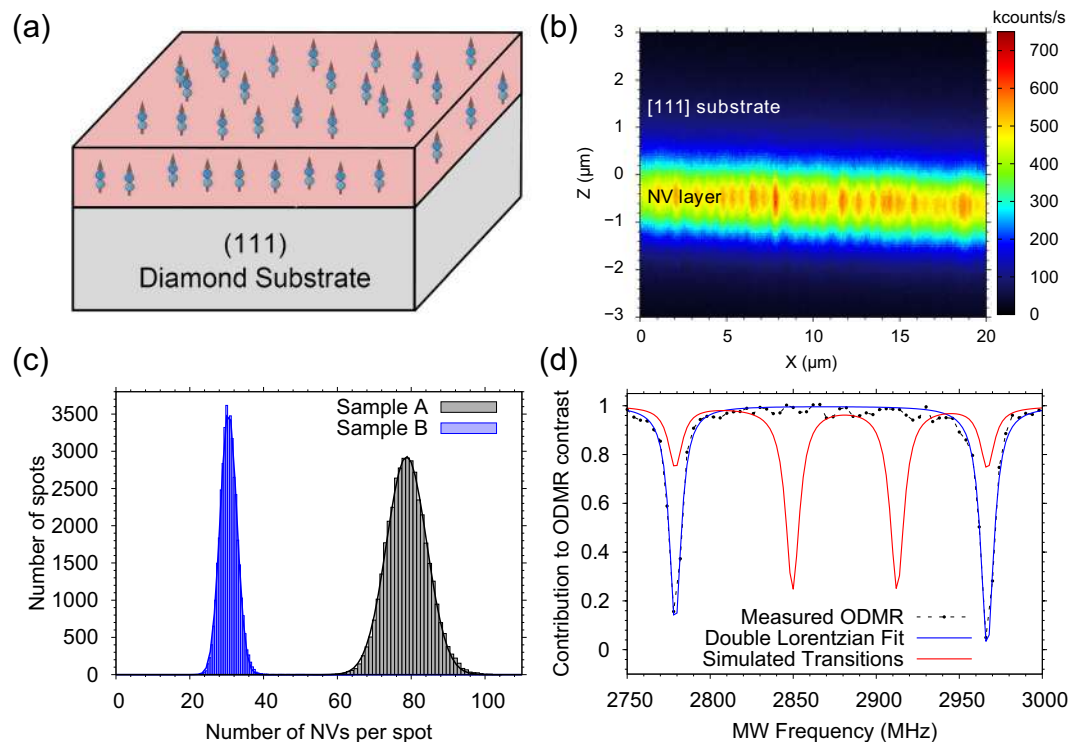 (a)
(111)
Diamond Substrate
(b)
kcounts/s
3
2
1
0
−1
−2
−3
Z (µm)
[111] substrate
NV layer
0
5
10
15
20
X (µm)
700
600
500
400
300
200
100
0
(c)
3500
3000
2500
2000
1500
1000
500
0
Number of spots
Sample A
Sample B
0
20
40
60
80
100
Number of NVs per spot
(d)
1
0.8
0.6
0.4
0.2
0
Contribution to ODMR contrast
Measured ODMR
Double Lorentzian Fit
Simulated Transitions
2750
2800
2850
2900
2950
3000
MW Frequency (MHz)